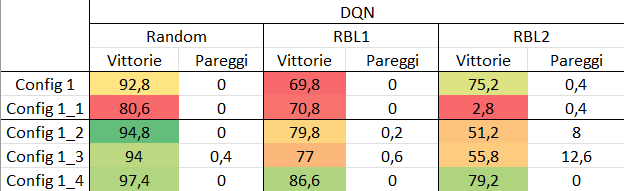 DQN
Random RBL1 RBL2
Vittorie Pareggi Vittorie Pareggi Vittorie Pareggi
Config 1 92,8 0 69,8 0 75,2 0,4
Config 1_1 80,6 0 70,8 0 2,8 0,4
Config 1_2 94,8 0 79,8 0,2 51,2 8
Config 1_3 94 0,4 77 0,6 55,8 12,6
Config 1_4 97,4 0 86,6 0 79,2 0